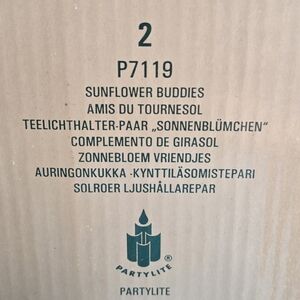 2
P7119
SUNFLOWER BUDDIES
AMIS DU TOURNESOL
TEELICHTHALTER-PAAR „SONNENBLÜMCHEN”
COMPLEMENTO DE GIRASOL
ZONNEBLOEM VRIENDJES
AURINGONKUKKA -KYNTTILÄSOMISTEPARI
SOLROER LJUSHÅLLAREPAR
PARTYLITE®
PARTYLITE